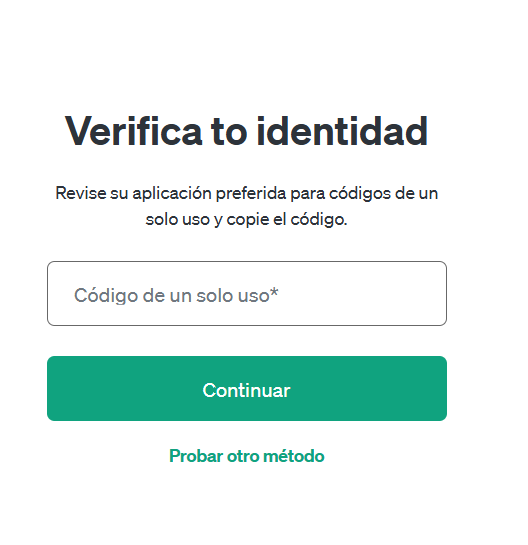 Verifica to identidad
Revise su aplicación preferida para códigos de un
solo uso y copie el código.
Código de un solo uso*
Continuar
Probar otro método